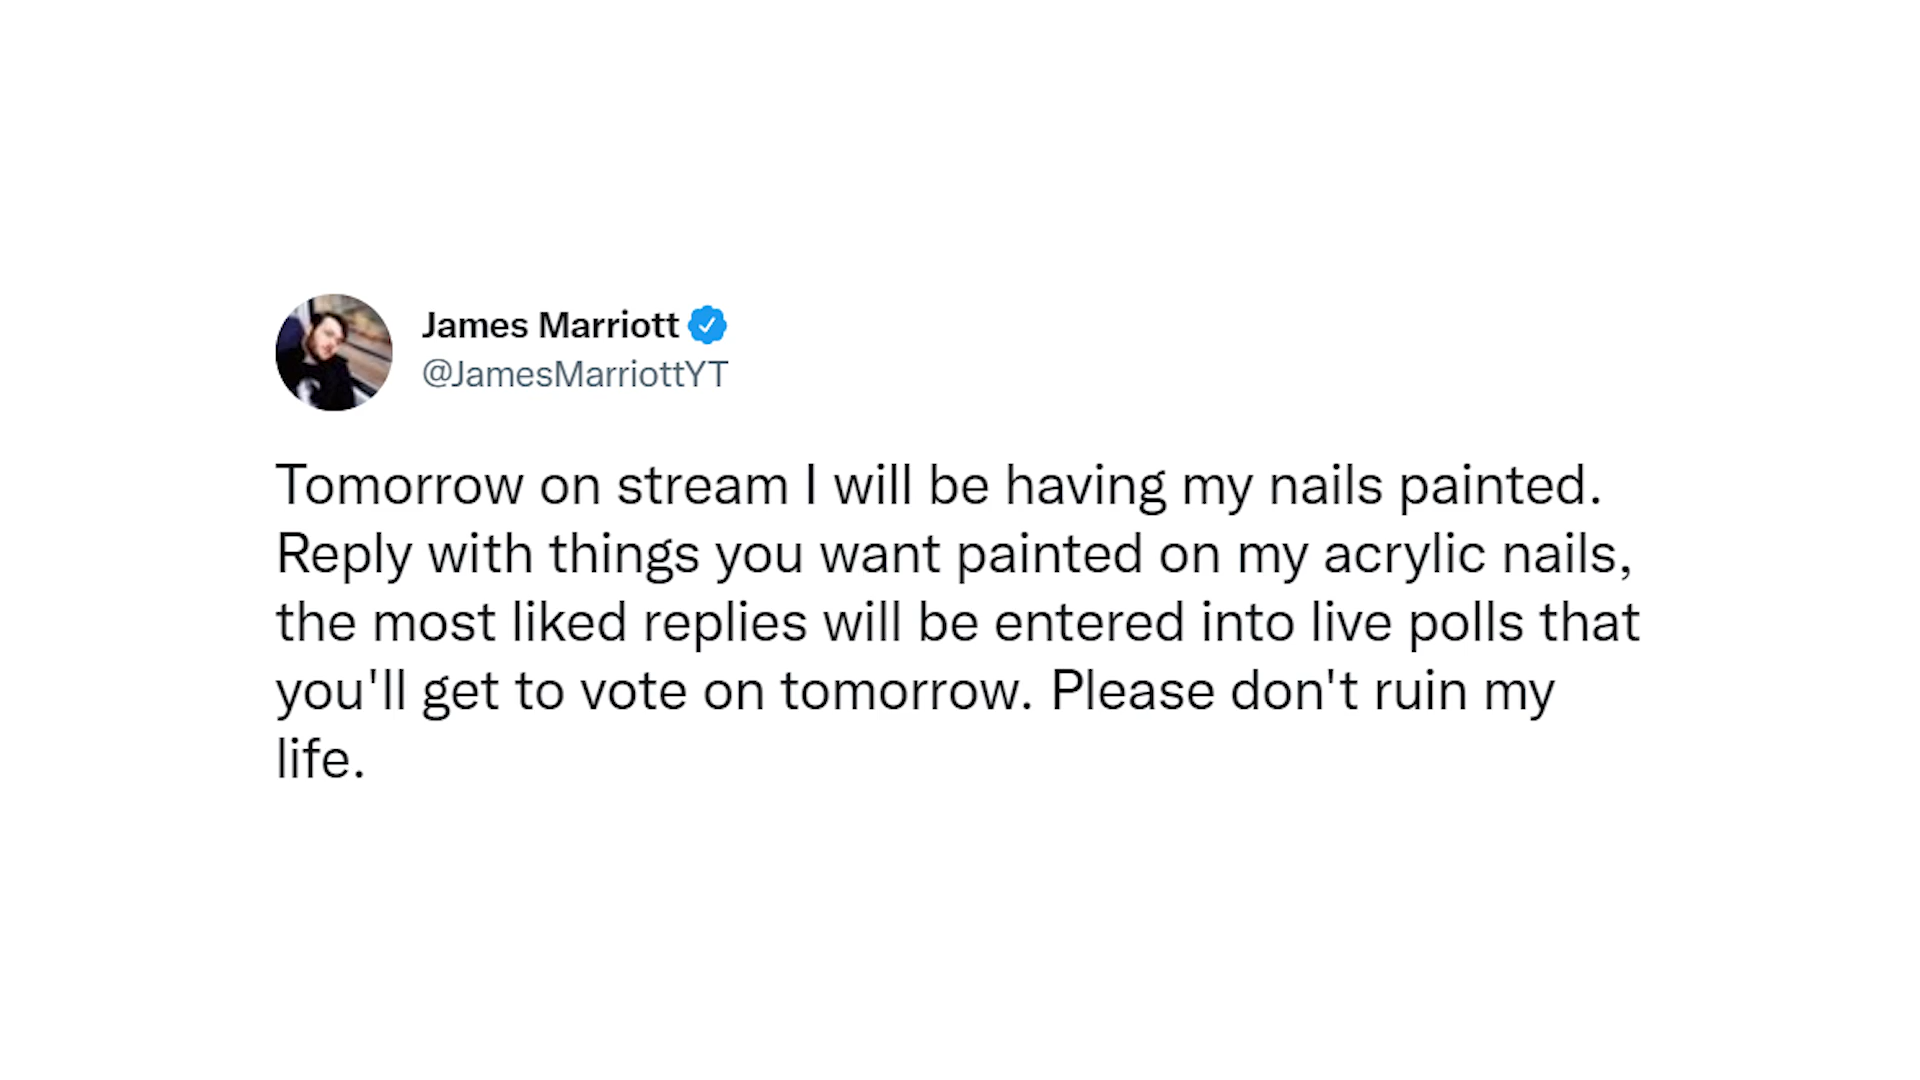 James Marriott
@JamesMarriottYT
Tomorrow on stream I will be having my nails painted.
Reply with things you want painted on my acrylic nails,
the most liked replies will be entered into live polls that
you'll get to vote on tomorrow. Please don't ruin my
life.